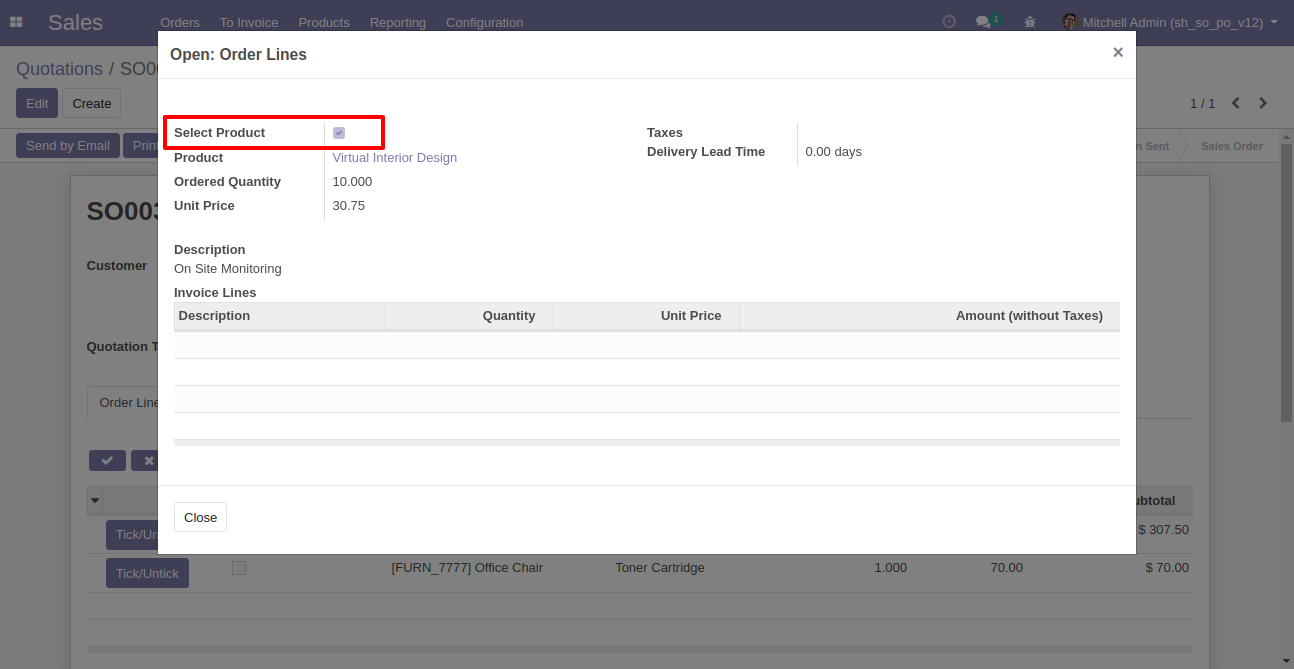 Sales Orders To Invoice Products Reporting Configuration 1 Mitchell Admin (sh_so_po_v12)
Open: Order Lines ×
Quotations / SO00
Edit Create 1 / 1
Select Product Taxes
Send by Email Prin n Sent Sales Order
Product Virtual Interior Design Delivery Lead Time 0.00 days
Ordered Quantity 10.000
Unit Price 30.75
SO003
Description
Customer On Site Monitoring
Invoice Lines
Description Quantity Unit Price Amount (without Taxes)
Quotation T
Order Line
ubtotal
Close
Tick/Un $ 307.50
Tick/Untick [FURN_7777] Office Chair Toner Cartridge 1.000 70.00 $ 70.00